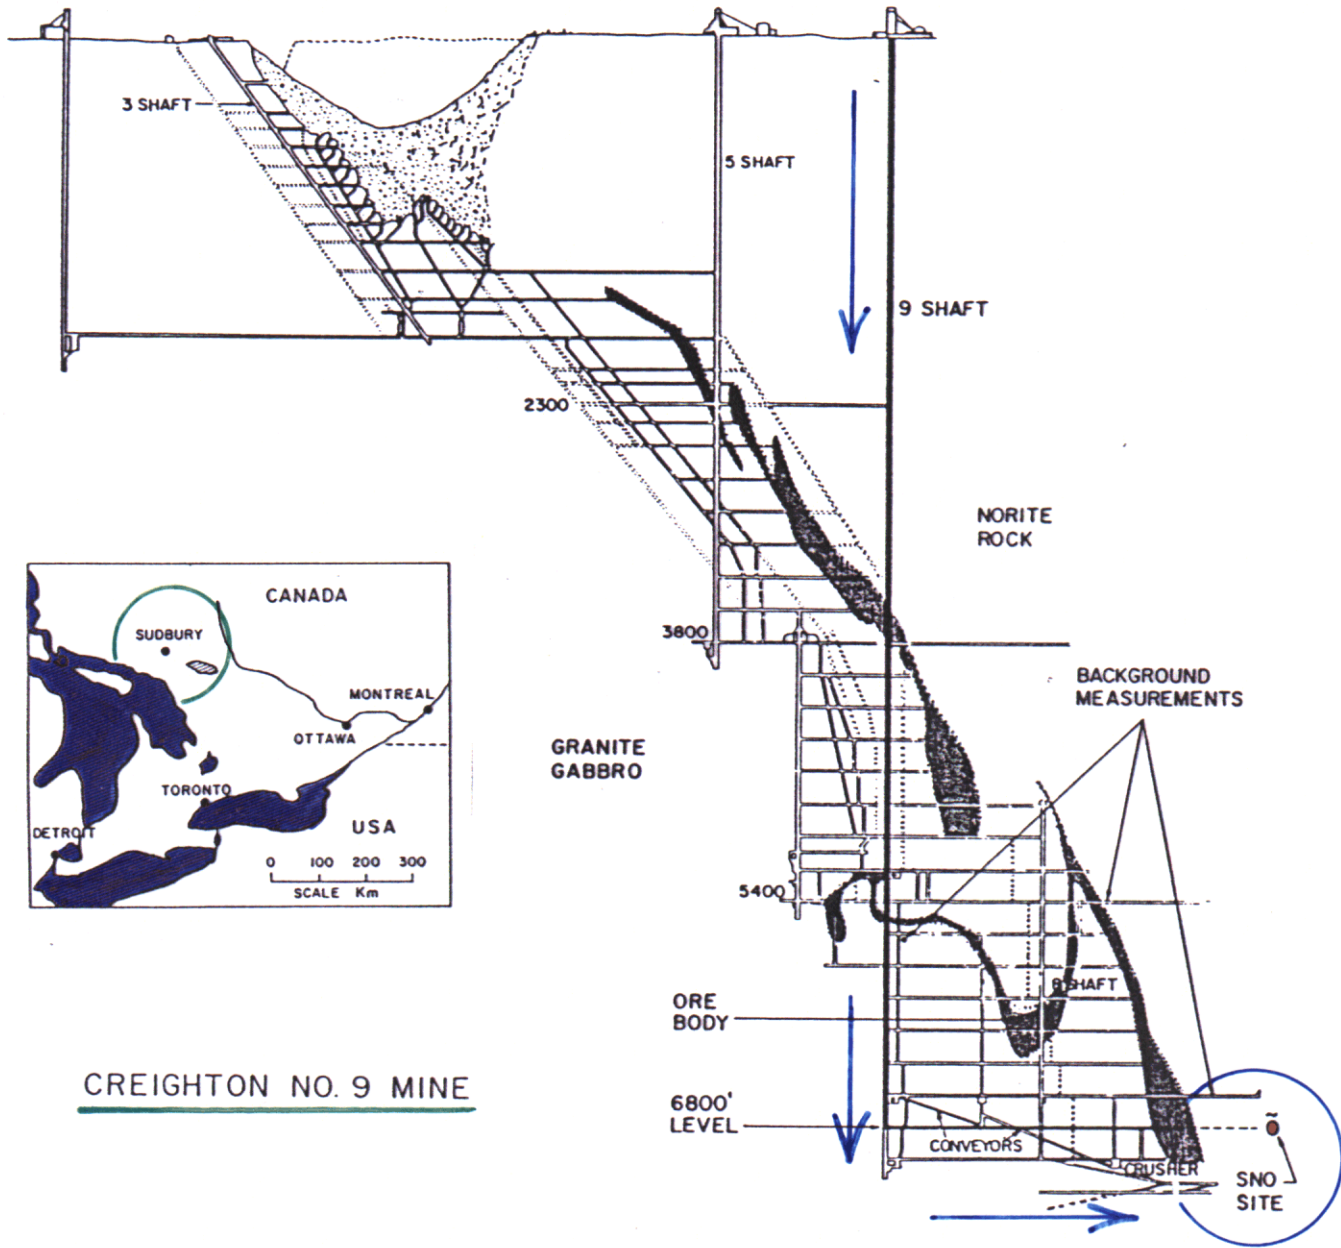 3 SHAFT
5 SHAFT
9 SHAFT
2300
NORITE
ROCK
CANADA
SUDBURY
MONTREAL
OTTAWA
TORONTO
DETROIT
USA
0 100 200 300
SCALE Km
3800
GRANITE
GABBRO
BACKGROUND
MEASUREMENTS
5400
8 SHAFT
ORE
BODY
CREIGHTON NO. 9 MINE
6800'
LEVEL
CONVEYORS
CRUSHER
SNO
SITE